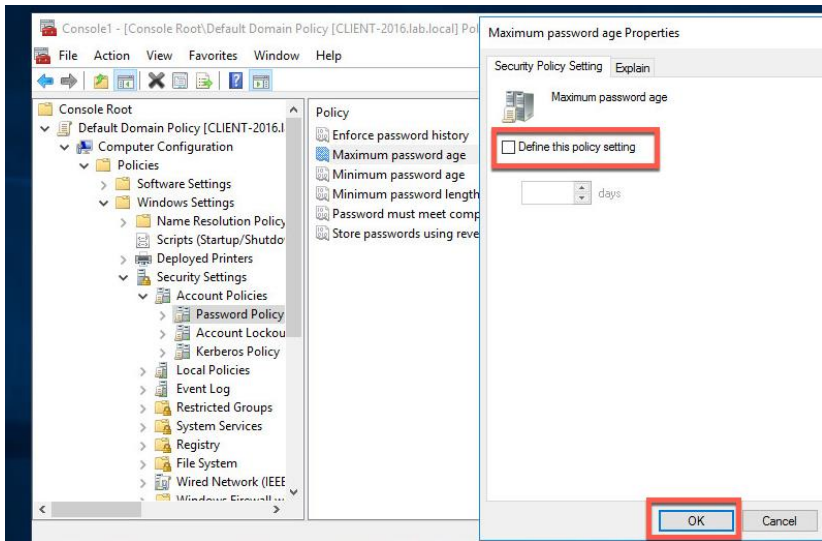 Console1 - [Console Root\Default Domain Policy [CLIENT-2016.lab.local] Pol
File Action View Favorites Window Help
Console Root
Default Domain Policy [CLIENT-2016.l
Computer Configuration
Policies
Software Settings
Windows Settings
Name Resolution Policy
Scripts (Startup/Shutdo
Deployed Printers
Security Settings
Account Policies
Password Policy
Account Lockou
Kerberos Policy
Local Policies
Event Log
Restricted Groups
System Services
Registry
File System
Wired Network (IEEE
Windows Firewall w
Policy
Enforce password history
Maximum password age
Minimum password age
Minimum password length
Password must meet comp
Store passwords using reve
Maximum password age Properties
Security Policy Setting Explain
Maximum password age
Define this policy setting
days
OK Cancel